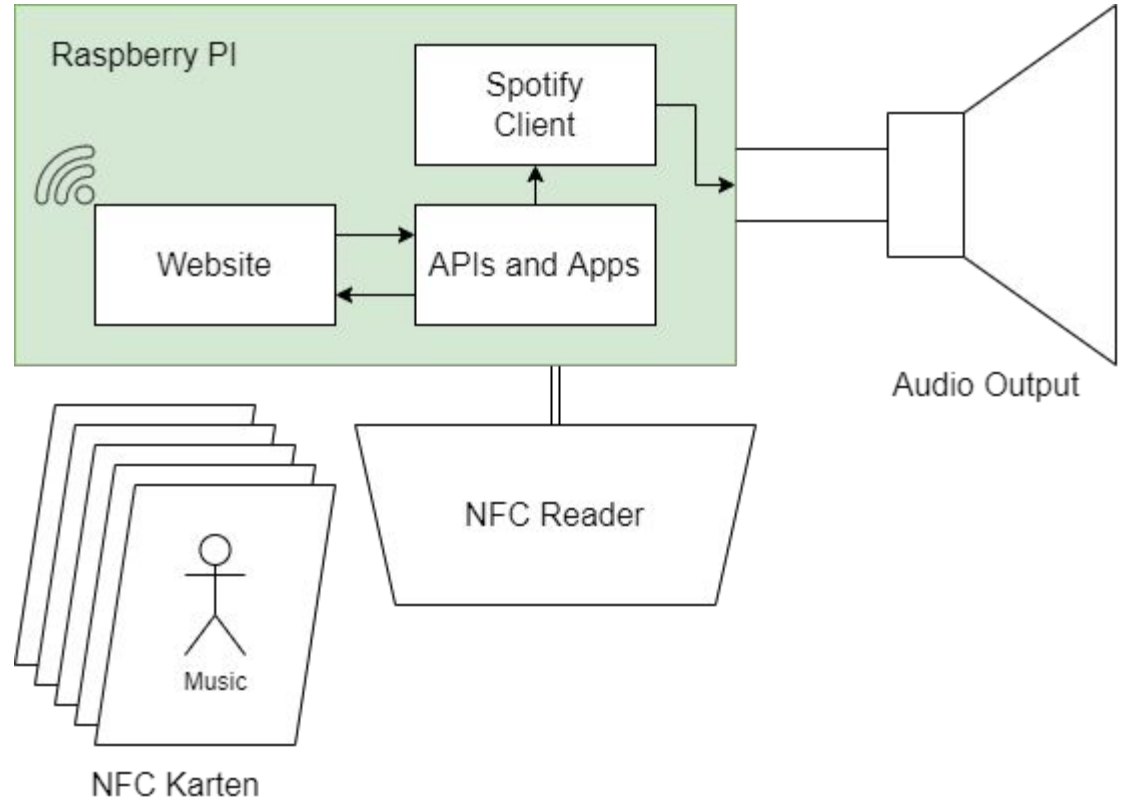 Raspberry PI
Spotify
Client
Website
APIs and Apps
Audio Output
NFC Reader
Music
NFC Karten